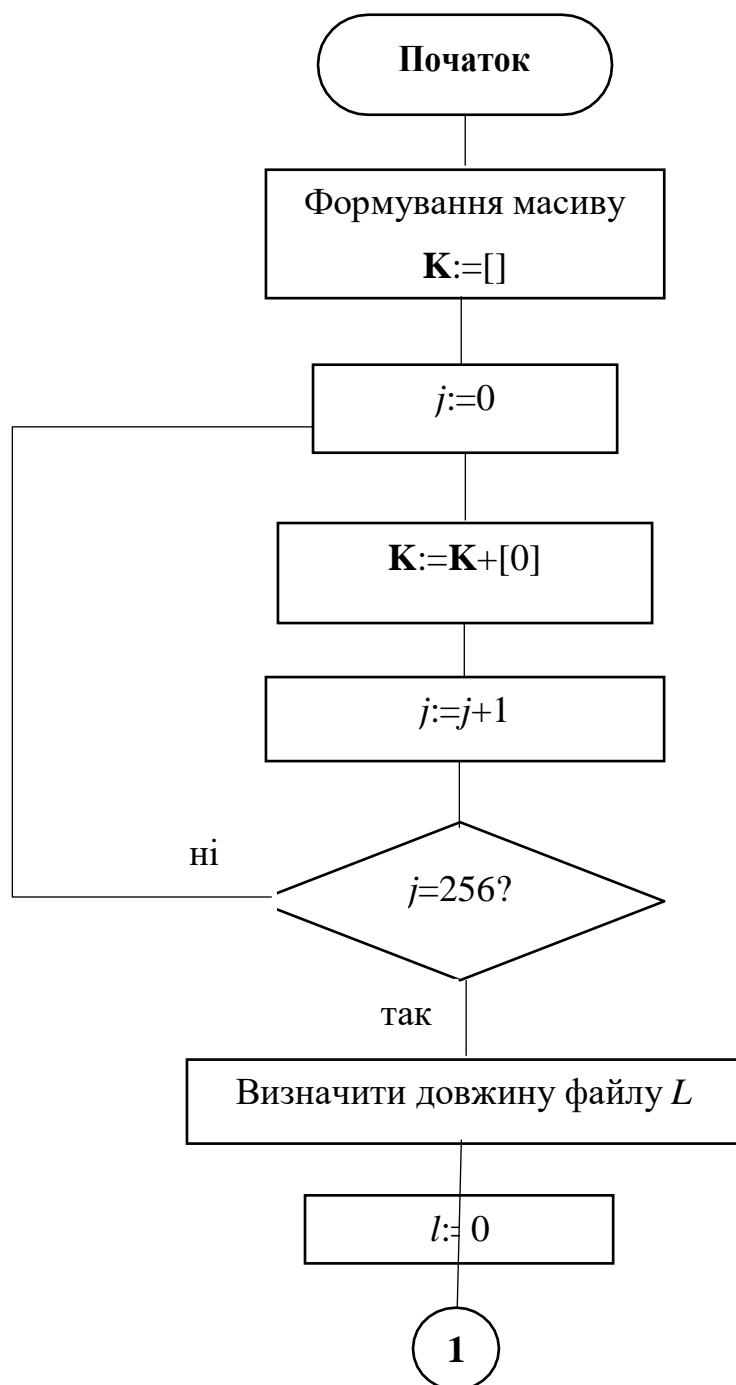 Початок
Формування масиву
K:=[]
j:=0
K:=K+[0]
j:=j+1
ні
j=256?
так
Визначити довжину файлу L
l:= 0
1